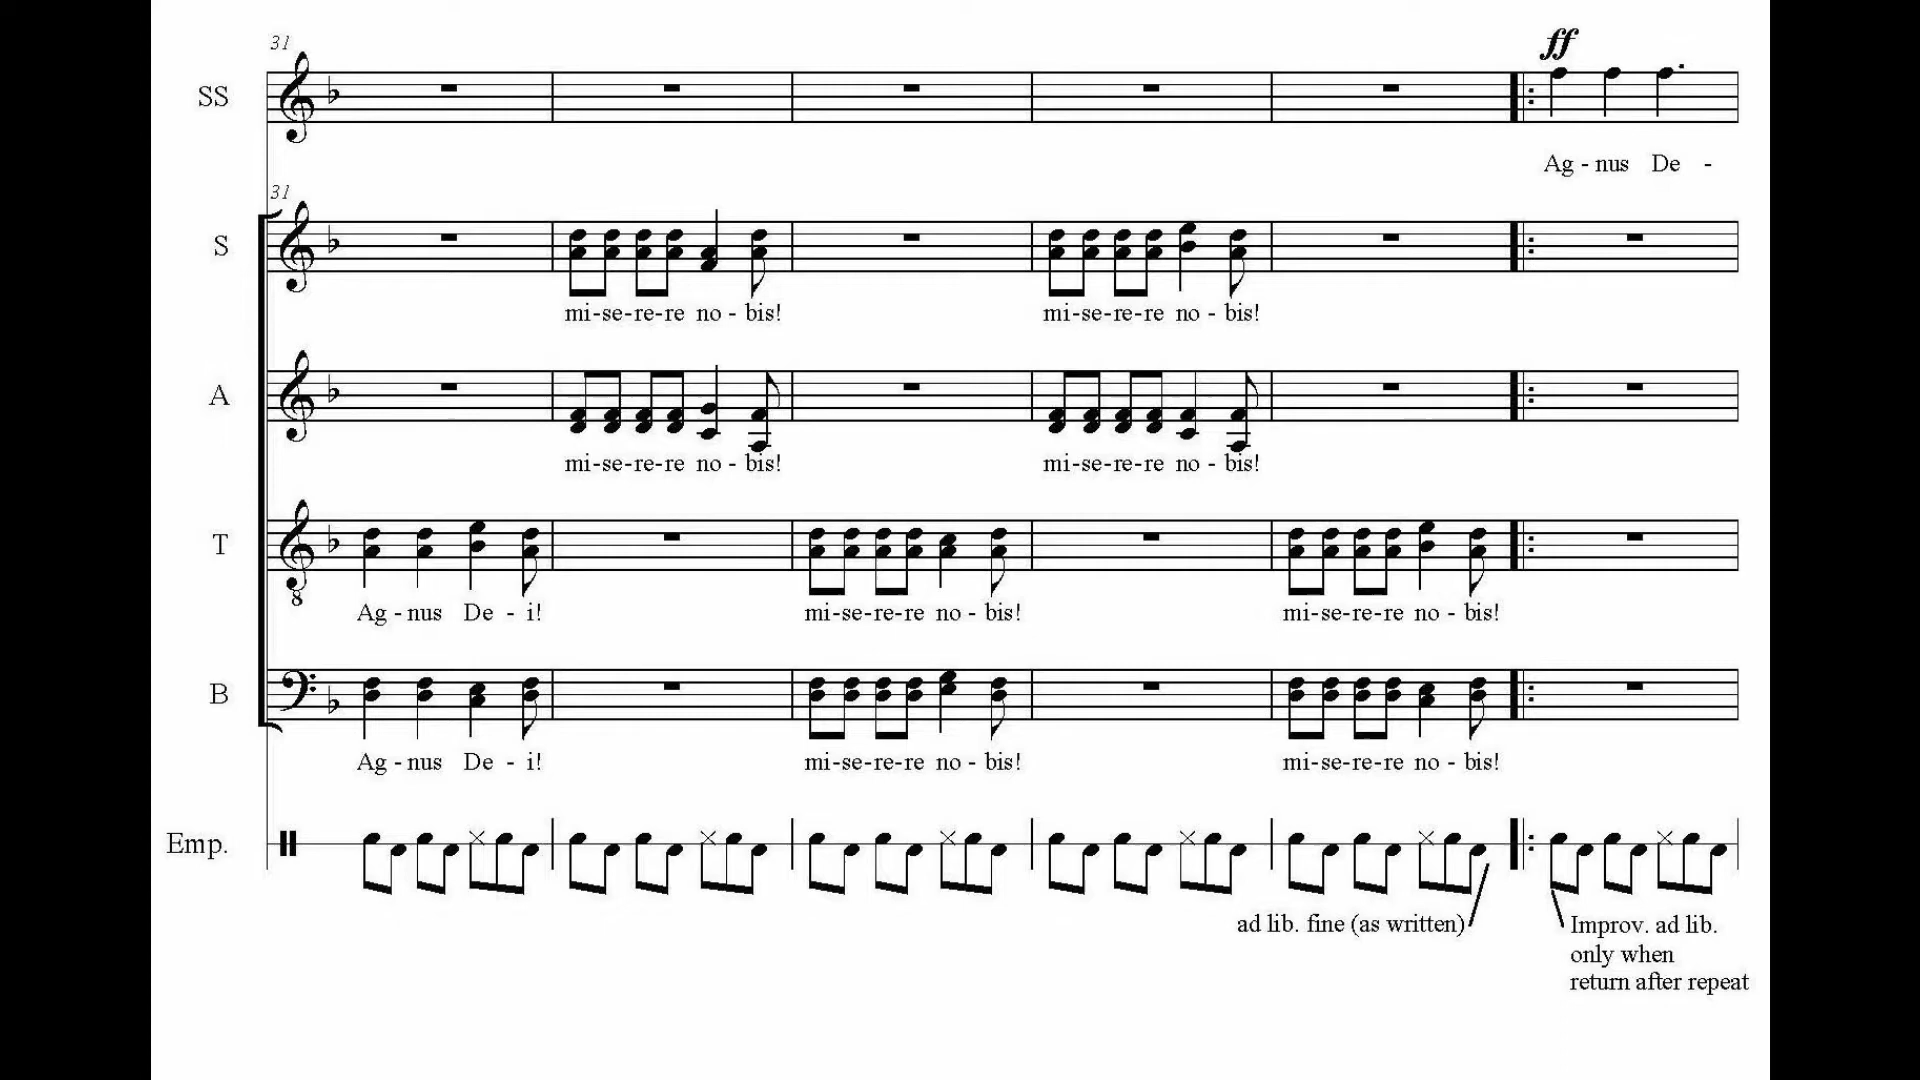 31
ff
SS
Ag - nus De -
31
S
mi-se-re-re no - bis! mi-se-re-re no - bis!
A
mi-se-re-re no - bis! mi-se-re-re no - bis!
T
8
Ag - nus De - i! mi-se-re-re no - bis! mi-se-re-re no - bis!
B
Ag - nus De - i! mi-se-re-re no - bis! mi-se-re-re no - bis!
Emp.
ad lib. fine (as written)
Improv. ad lib.
only when
return after repeat